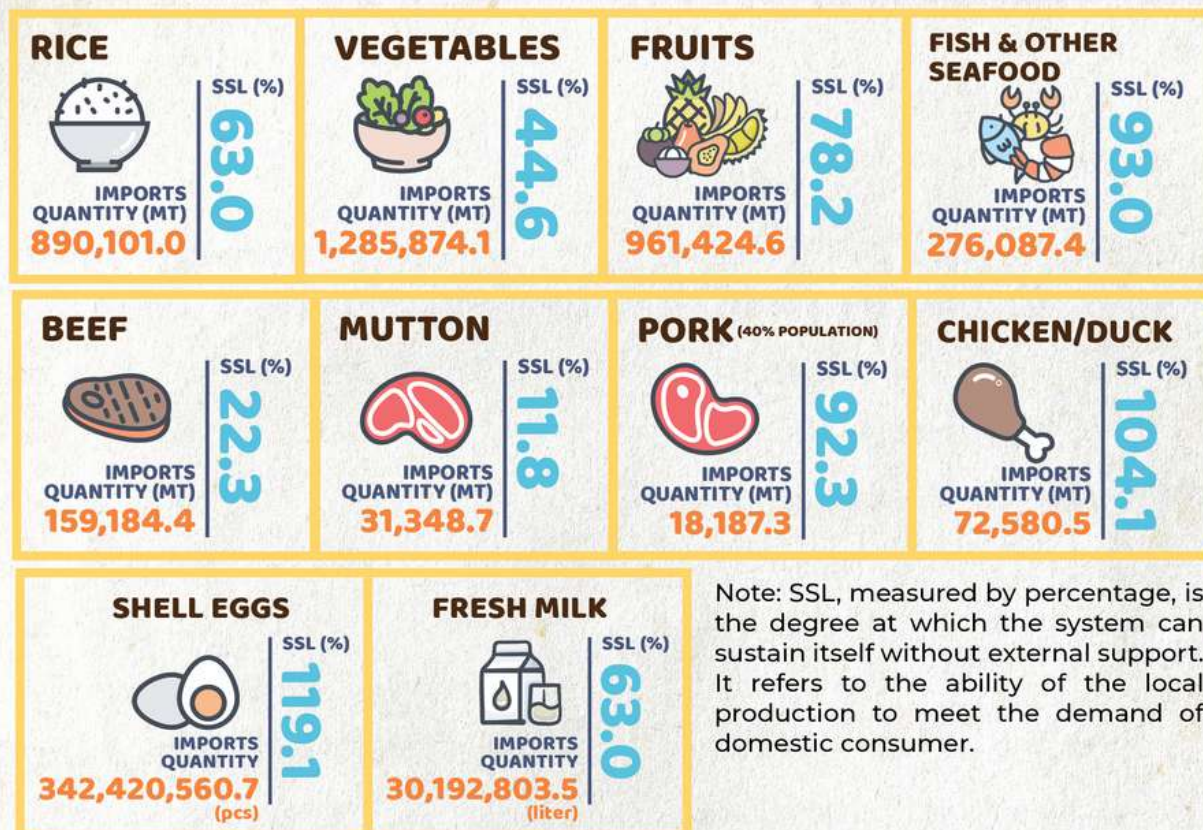 RICE
SSL (%)
63.0
IMPORTS
QUANTITY (MT)
890,101.0
VEGETABLES
SSL (%)
44.6
IMPORTS
QUANTITY (MT)
1,285,874.1
FRUITS
SSL (%)
78.2
IMPORTS
QUANTITY (MT)
961,424.6
FISH & OTHER
SEAFOOD
SSL (%)
93.0
IMPORTS
QUANTITY (MT)
276,087.4
BEEF
SSL (%)
22.3
IMPORTS
QUANTITY (MT)
159,184.4
MUTTON
SSL (%)
11.8
IMPORTS
QUANTITY (MT)
31,348.7
PORK (40% POPULATION)
SSL (%)
92.3
IMPORTS
QUANTITY (MT)
18,187.3
CHICKEN/DUCK
SSL (%)
104.1
IMPORTS
QUANTITY (MT)
72,580.5
SHELL EGGS
SSL (%)
119.1
IMPORTS
QUANTITY
342,420,560.7
(pcs)
FRESH MILK
SSL (%)
63.0
IMPORTS
QUANTITY
30,192,803.5
(liter)
Note: SSL, measured by percentage, is
the degree at which the system can
sustain itself without external support.
It refers to the ability of the local
production to meet the demand of
domestic consumer.